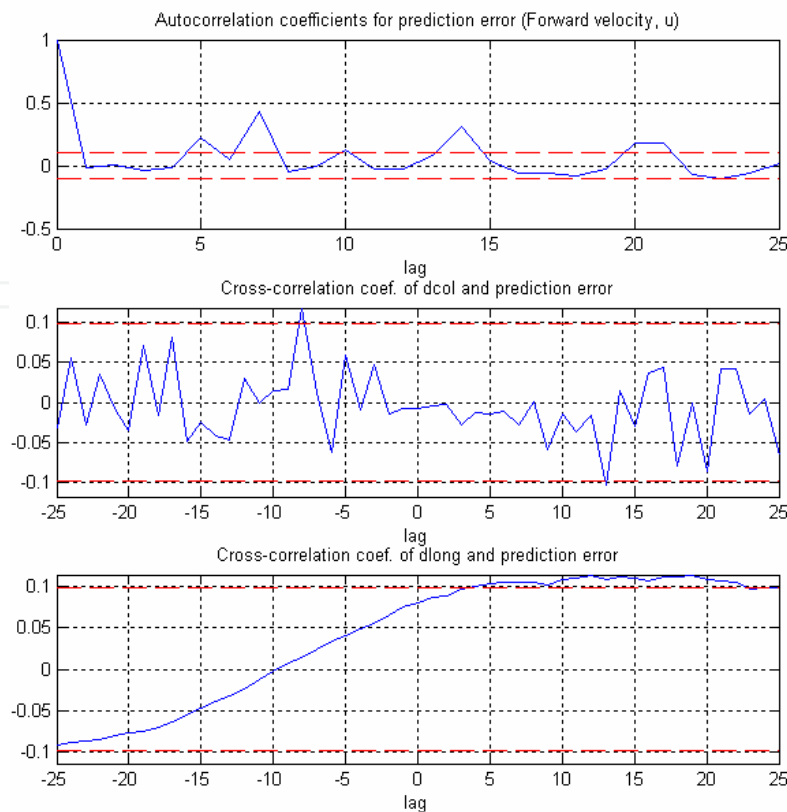 Autocorrelation coefficients for prediction error (Forward velocity, u)
1
0.5
0
-0.5
0 5 10 15 20 25
lag
Cross-correlation coef. of dcol and prediction error
0.1
0.05
0
-0.05
-0.1
-25 -20 -15 -10 -5 0 5 10 15 20 25
lag
Cross-correlation coef. of dlong and prediction error
0.1
0.05
0
-0.05
-0.1
-25 -20 -15 -10 -5 0 5 10 15 20 25
lag